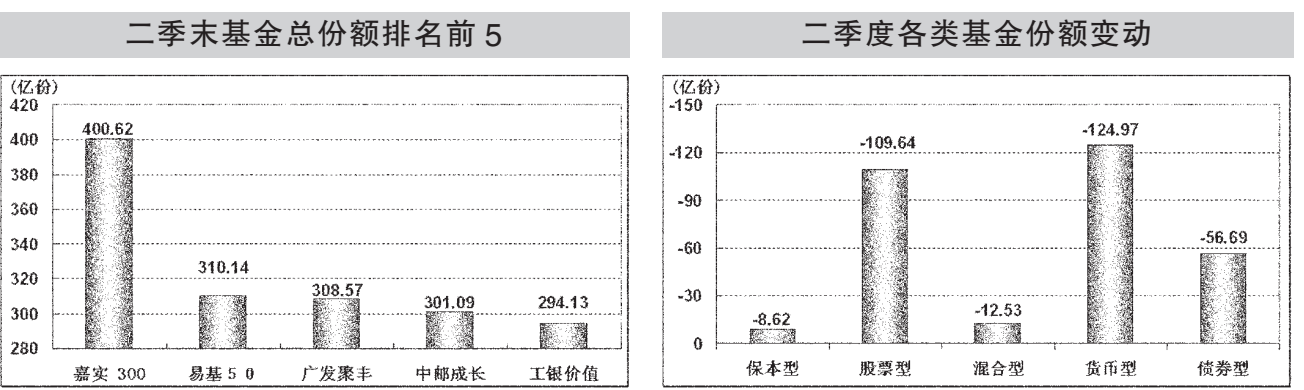 二季末基金总份额排名前5
(亿份)
420
400
380
360
340
320
300
280
400.62
310.14
308.57
301.09
294.13
嘉实 300
易基50
广发聚丰
中邮成长
工银价值
二季度各类基金份额变动
(亿份)
-150
-120
-90
-60
-30
0
-8.62
-109.64
-12.53
-124.97
-56.69
保本型
股票型
混合型
货币型
债券型